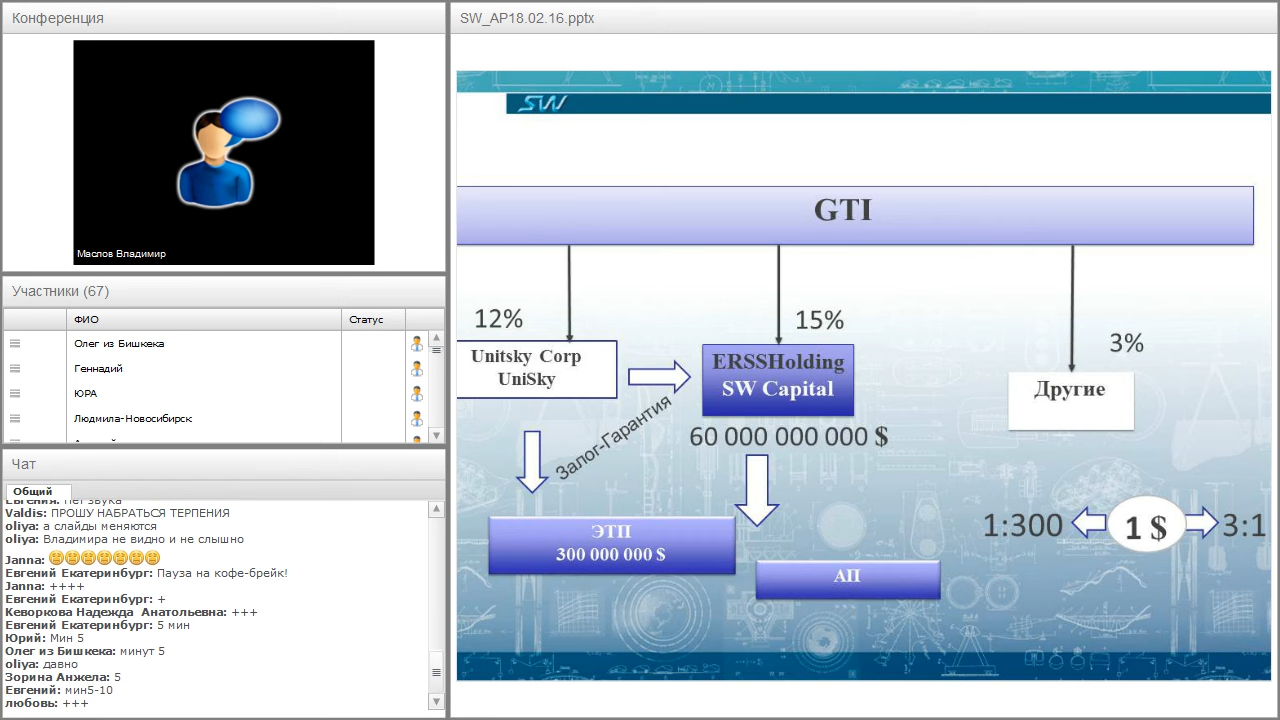 Конференция
Маслов Владимир
Участники (67)
ФИО Статус
Олег из Бишкека
Геннадий
ЮРА
Людмила-Новосибирск
Чат
Общий
Евгения: нет звука
Valdis: ПРОШУ НАБРАТЬСЯ ТЕРПЕНИЯ
oliya: а слайды меняются
oliya: Владимира не видно и не слышно
Janna:
Евгений Екатеринбург: Пауза на кофе-брейк!
Janna: ++++
Евгений Екатеринбург: +
Кеворкова Надежда Анатольевна: +++
Евгений Екатеринбург: 5 мин
Юрий: Мин 5
Олег из Бишкека: минут 5
oliya: давно
Зорина Анжела: 5
Евгений: мин5-10
любовь: +++
SW_AP18.02.16.pptx
SW
GTI
12%
15%
3%
Unitsky Corp
UniSky
ERSSHolding
SW Capital
Другие
Залог-Гарантия
60 000 000 000 $
ЭТП
300 000 000 $
АП
1:300
1 $
3:1